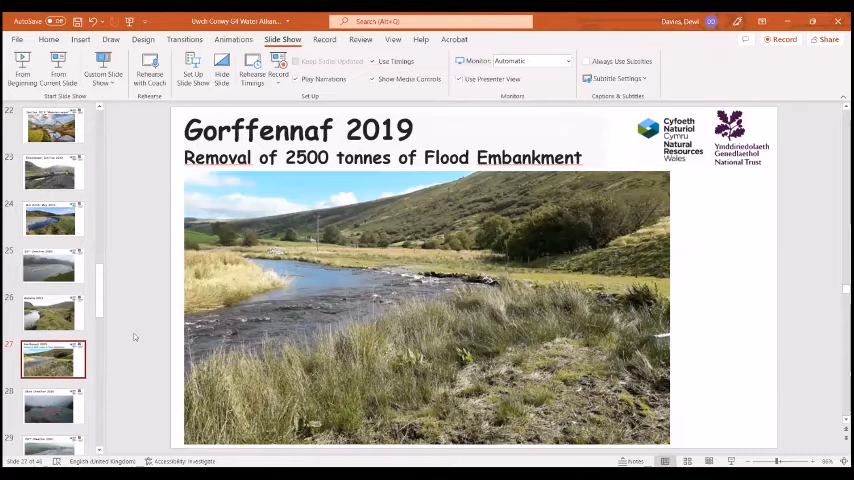 AutoSave Off
Uwch Conwy G4 Water Allian...
Search (Alt+Q)
Davies, Dewi DD
File Home Insert Draw Design Transitions Animations Slide Show Record Review View Help Acrobat
Record Share
From Beginning
From Current Slide
Custom Slide Show
Rehearse with Coach
Set Up Slide Show
Hide Slide
Rehearse Timings
Record
Keep Slides Updated
Play Narrations
Use Timings
Show Media Controls
Monitor: Automatic
Use Presenter View
Always Use Subtitles
Subtitle Settings
Start Slide Show
Rehearse
Set Up
Monitors
Captions & Subtitles
22
23
24
25
26
27
28
29
Gorffennaf 2019
Removal of 2500 tonnes of Flood Embankment
Cyfoeth
Naturiol
Cymru
Natural
Resources
Wales
Ymddiriedolaeth
Genedlaethol
National Trust
Slide 27 of 46
English (United Kingdom)
Accessibility: Investigate
Notes
86%